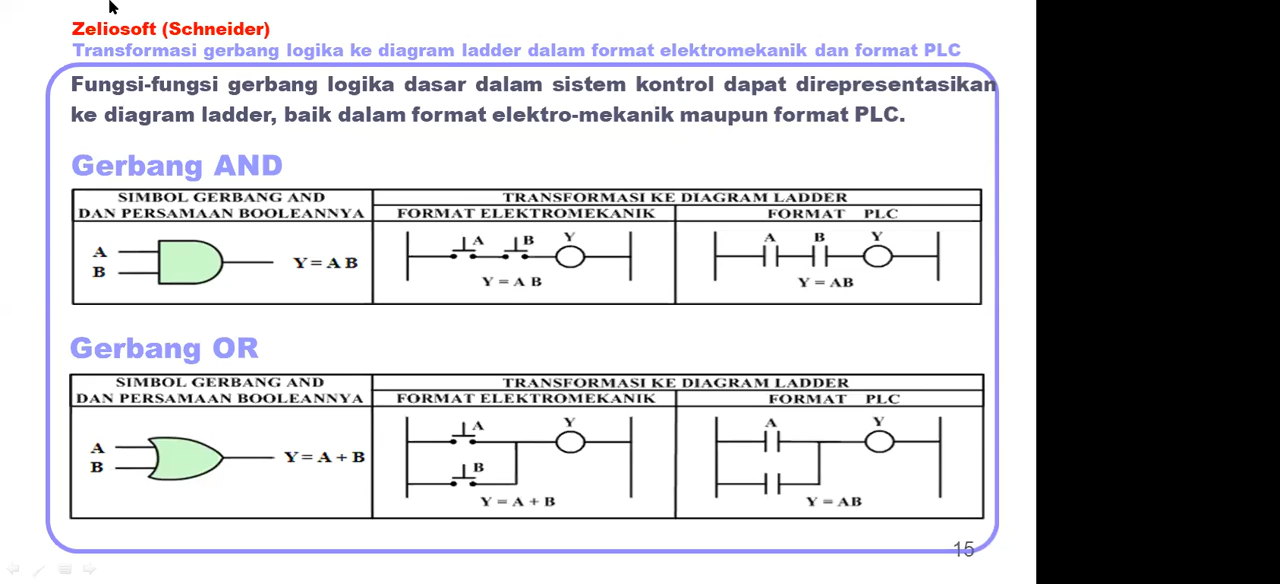 Zeliosoft (Schneider)
Transformasi gerbang logika ke diagram ladder dalam format elektromekanik dan format PLC
Fungsi-fungsi gerbang logika dasar dalam sistem kontrol dapat direpresentasikan
ke diagram ladder, baik dalam format elektro-mekanik maupun format PLC.
Gerbang AND
SIMBOL GERBANG AND
DAN PERSAMAAN BOOLEANNYA
TRANSFORMASI KE DIAGRAM LADDER
FORMAT ELEKTROMEKANIK
FORMAT PLC
A
B
Y = A B
A B Y
Y = A B
A B Y
Y = AB
Gerbang OR
SIMBOL GERBANG AND
DAN PERSAMAAN BOOLEANNYA
TRANSFORMASI KE DIAGRAM LADDER
FORMAT ELEKTROMEKANIK
FORMAT PLC
A
B
Y = A + B
A Y
B
Y = A + B
A Y
Y = AB
15